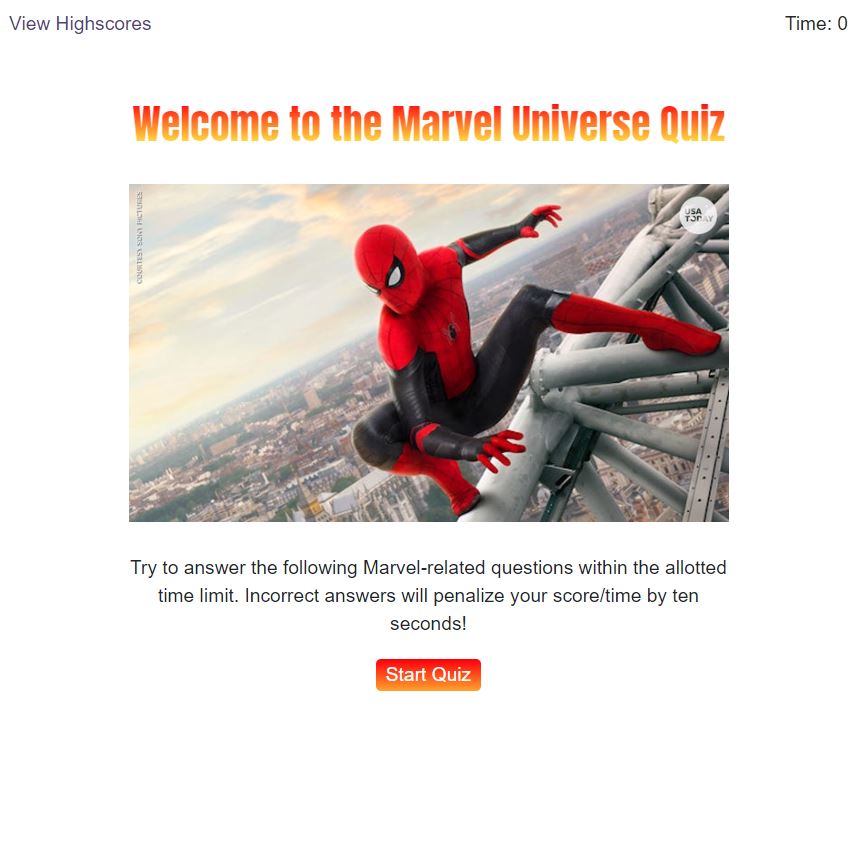 View Highscores
Time: 0
Welcome to the Marvel Universe Quiz
COURTESY SONY PICTURES
USA
TODAY
Try to answer the following Marvel-related questions within the allotted
time limit. Incorrect answers will penalize your score/time by ten
seconds!
Start Quiz